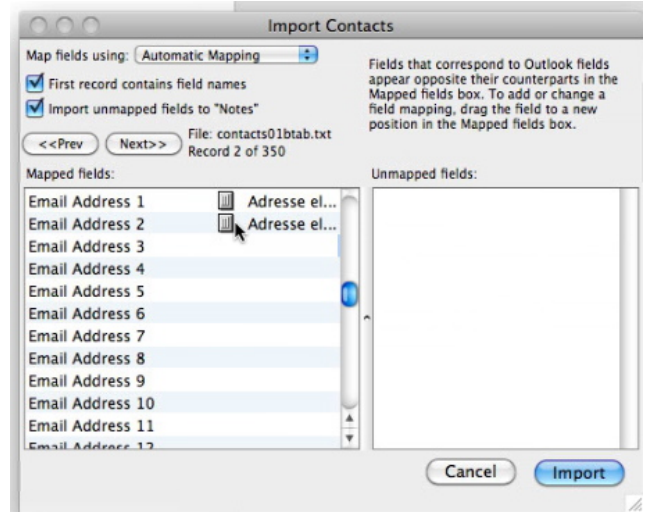 Import Contacts
Map fields using: Automatic Mapping
First record contains field names
Import unmapped fields to "Notes"
<<Prev
Next>>
File: contacts01btab.txt
Record 2 of 350
Fields that correspond to Outlook fields
appear opposite their counterparts in the
Mapped fields box. To add or change a
field mapping, drag the field to a new
position in the Mapped fields box.
Mapped fields:
Unmapped fields:
Email Address 1 Adresse el...
Email Address 2 Adresse el...
Email Address 3
Email Address 4
Email Address 5
Email Address 6
Email Address 7
Email Address 8
Email Address 9
Email Address 10
Email Address 11
Email Address 12
Cancel
Import